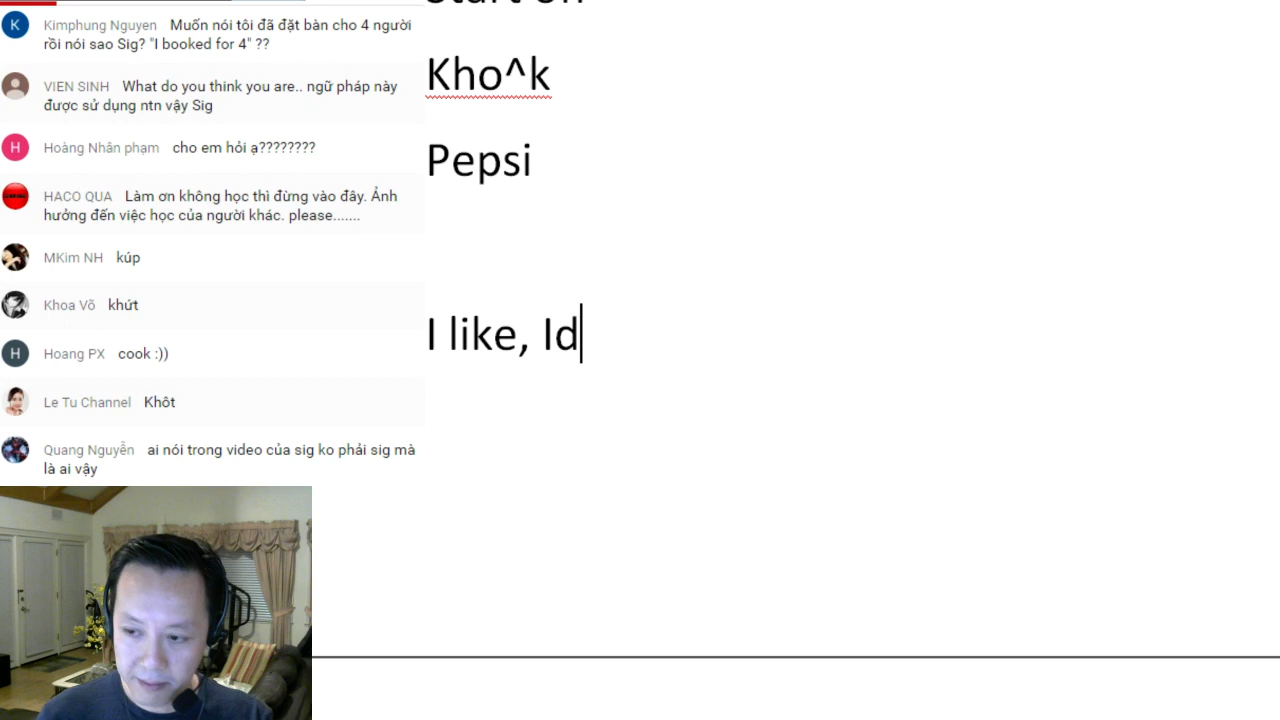 Kimphung Nguyen Muốn nói tôi đã đặt bàn cho 4 người
rồi nói sao Sig? "I booked for 4" ??
VIEN SINH What do you think you are.. ngữ pháp này
được sử dụng ntn vậy Sig
Hoàng Nhân phạm cho em hỏi ạ????????
HACO QUA Làm ơn không học thì đừng vào đây. Ảnh
hưởng đến việc học của người khác. please.......
MKim NH kúp
Khoa Võ khứt
Hoang PX cook :))
Le Tu Channel Khôt
Quang Nguyễn ai nói trong video của sig ko phải sig mà
là ai vậy
K
H
H
Kho^k
Pepsi
I like, Id